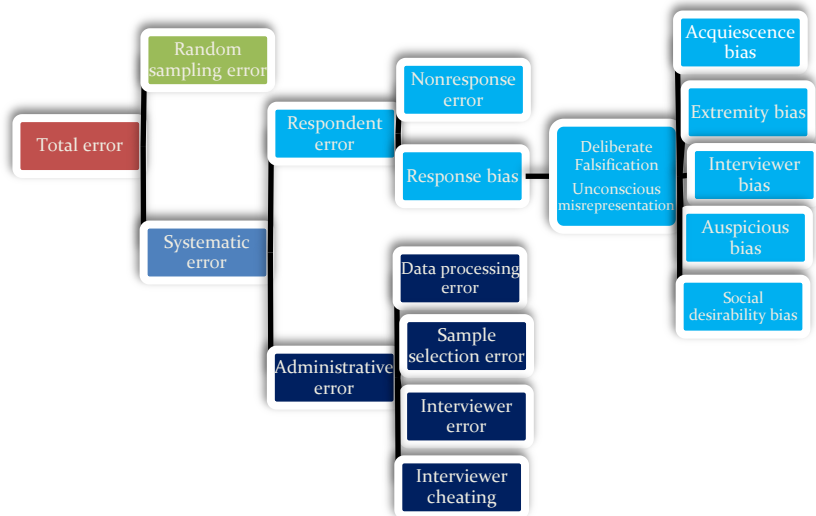 Total error
Random
sampling error
Systematic
error
Respondent
error
Nonresponse
error
Response bias
Deliberate
Falsification
Unconscious
misrepresentation
Acquiescence
bias
Extremity bias
Interviewer
bias
Auspicious
bias
Social
desirability bias
Administrative
error
Data processing
error
Sample
selection error
Interviewer
error
Interviewer
cheating